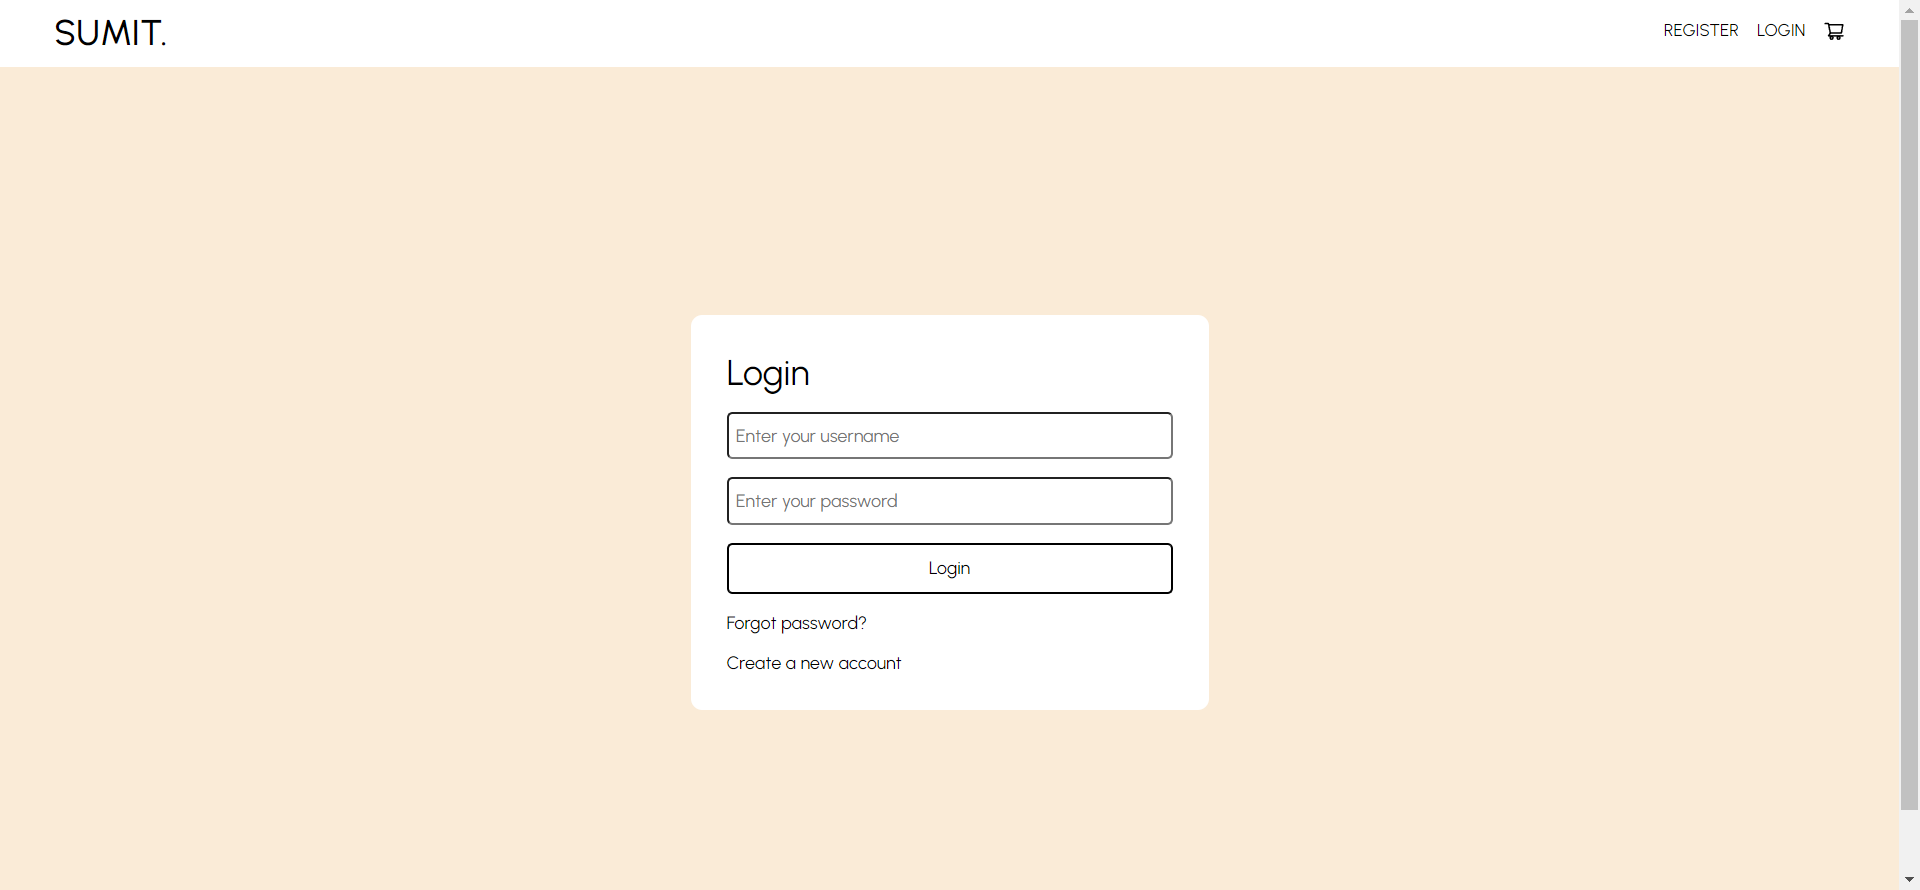 SUMIT.
REGISTER LOGIN
Login
Enter your username
Enter your password
Login
Forgot password?
Create a new account